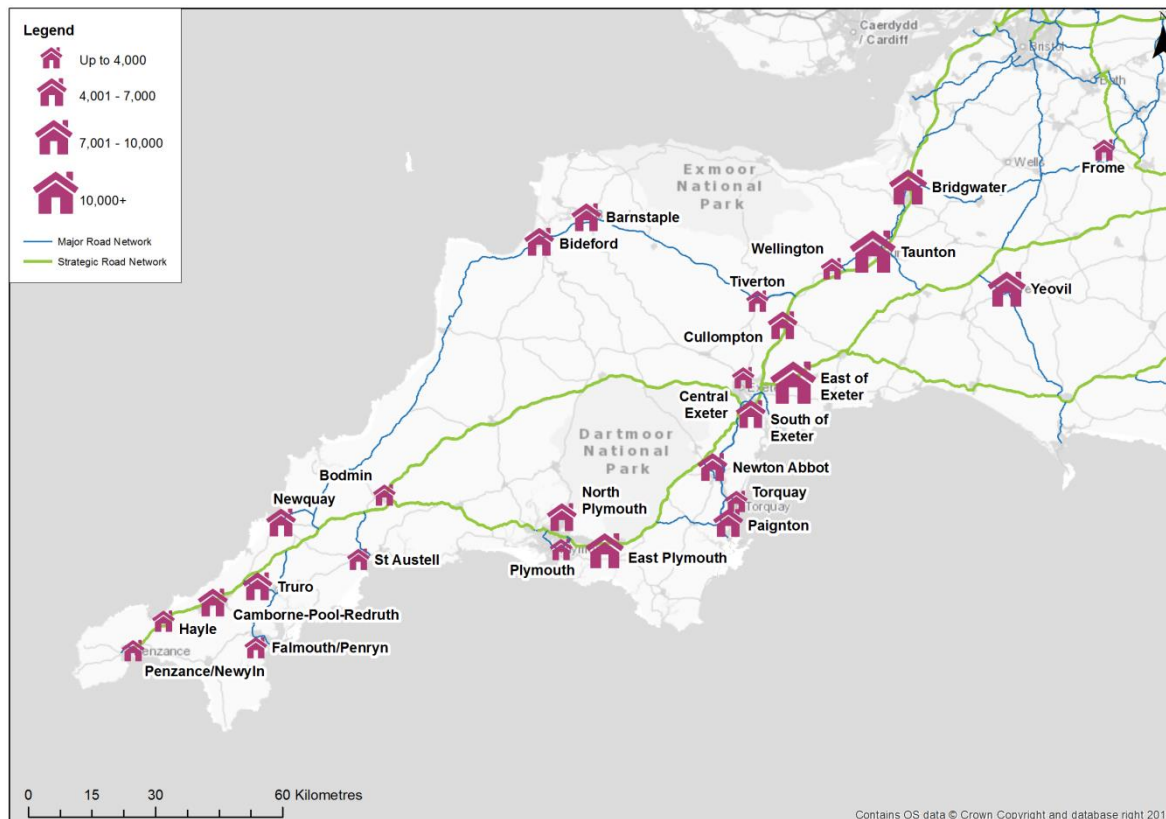 Legend
Up to 4,000
4,001 - 7,000
7,001 - 10,000
10,000+
Major Road Network
Strategic Road Network
Caerdydd
/ Cardiff
Bristol
Bath
Wells
Frome
Exmoor
National
Park
Bridgwater
Barnstaple
Bideford
Wellington
Taunton
Tiverton
Yeovil
Cullompton
East of
Exeter
Central
Exeter
South of
Exeter
Dartmoor
National
Park
Newton Abbot
Bodmin
North
Plymouth
Torquay
Torquay
Newquay
Paignton
St Austell
Plymouth
East Plymouth
Truro
Camborne-Pool-Redruth
Hayle
Falmouth/Penryn
Penzance/Newyln
0 15 30 60 Kilometres
Contains OS data © Crown Copyright and database right 201